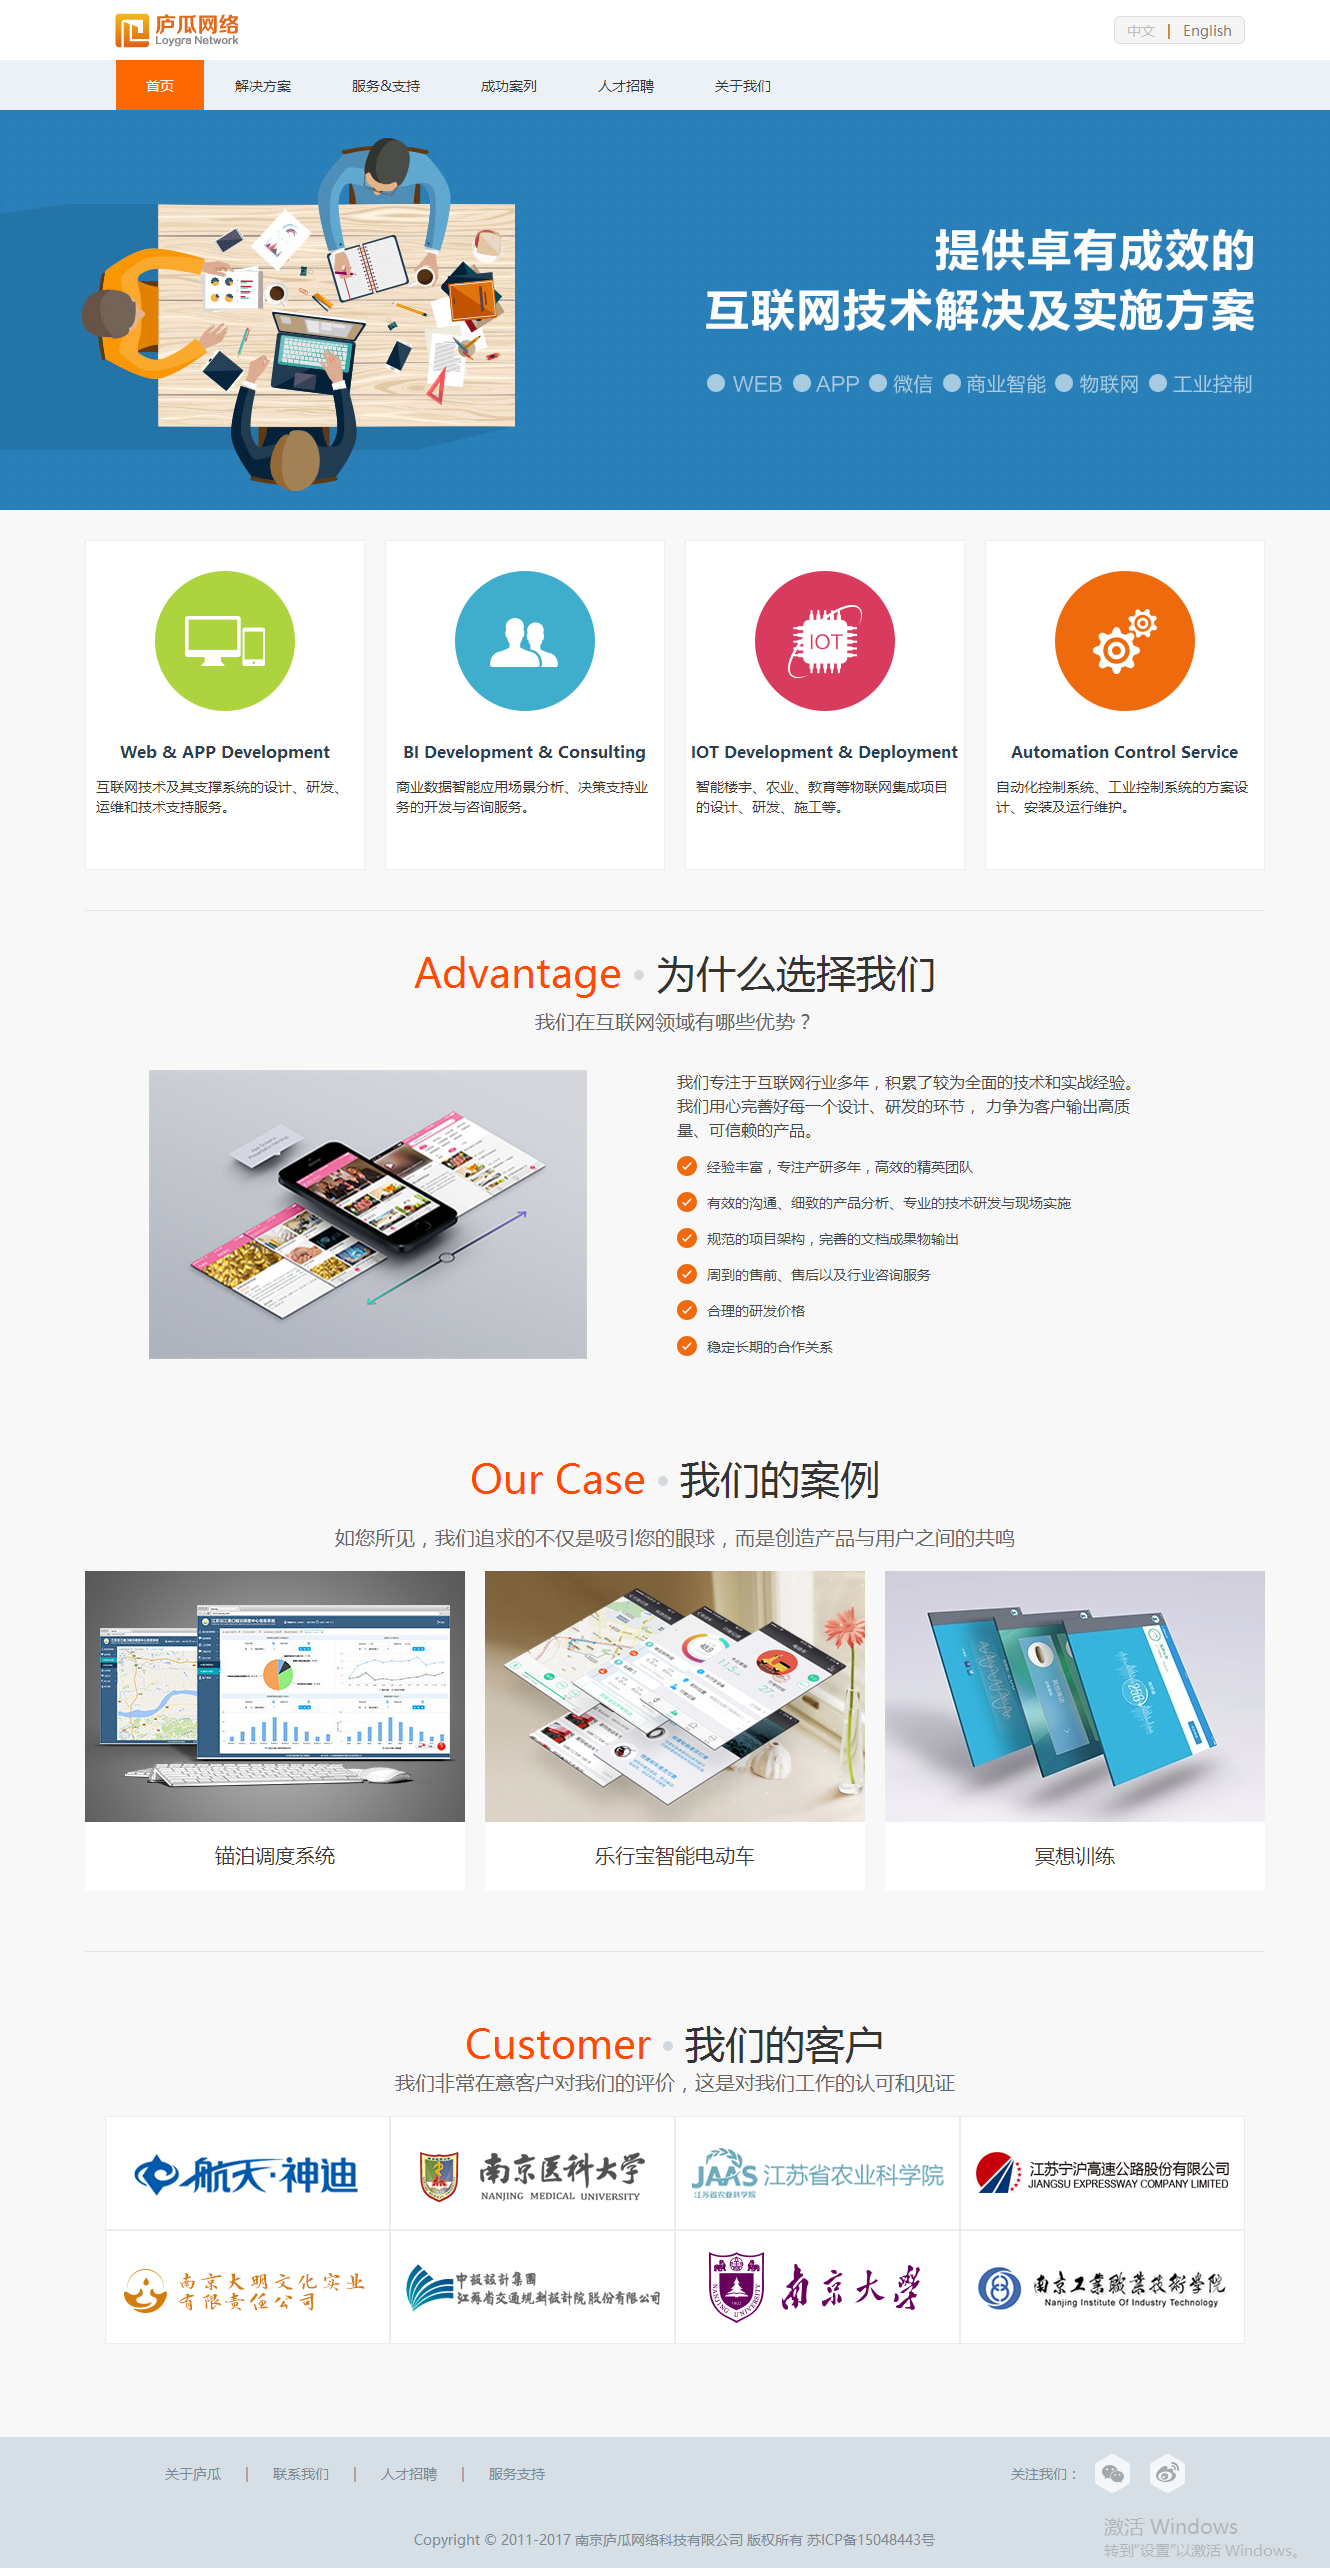 庐瓜网络
Loygra Network
中文 | English
首页 解决方案 服务&支持 成功案列 人才招聘 关于我们
提供卓有成效的
互联网技术解决及实施方案
WEB APP 微信 商业智能 物联网 工业控制
IOT
Web & APP Development
互联网技术及其支撑系统的设计、研发、
运维和技术支持服务。
BI Development & Consulting
商业数据智能应用场景分析、决策支持业
务的开发与咨询服务。
IOT Development & Deployment
智能楼宇、农业、教育等物联网集成项目
的设计、研发、施工等。
Automation Control Service
自动化控制系统、工业控制系统的方案设
计、安装及运行维护。
Advantage • 为什么选择我们
我们在互联网领域有哪些优势？
我们专注于互联网行业多年，积累了较为全面的技术和实战经验。
我们用心完善好每一个设计、研发的环节， 力争为客户输出高质
量、可信赖的产品。
经验丰富，专注产研多年，高效的精英团队
有效的沟通、细致的产品分析、专业的技术研发与现场实施
规范的项目架构，完善的文档成果物输出
周到的售前、售后以及行业咨询服务
合理的研发价格
稳定长期的合作关系
Our Case • 我们的案例
如您所见，我们追求的不仅是吸引您的眼球，而是创造产品与用户之间的共鸣
锚泊调度系统
乐行宝智能电动车
冥想训练
Customer • 我们的客户
我们非常在意客户对我们的评价，这是对我们工作的认可和见证
航天·神迪
南京医科大学
NANJING MEDICAL UNIVERSITY
JAAS 江苏省农业科学院
江苏省农业科学院
江苏宁沪高速公路股份有限公司
JIANGSU EXPRESSWAY COMPANY LIMITED
南京大明文化实业
有限责任公司
中设设计集团
江苏省交通规划设计院股份有限公司
NANJING UNIVERSITY
1902
南京大学
南京工業職業技術学院
Nanjing Institute Of Industry Technology
关于庐瓜 | 联系我们 | 人才招聘 | 服务支持
关注我们：
Copyright © 2011-2017 南京庐瓜网络科技有限公司 版权所有 苏ICP备15048443号
激活 Windows
转到"设置"以激活 Windows。